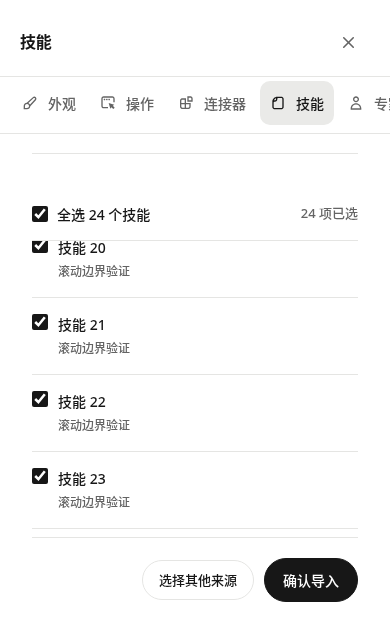 技能
外观
操作
连接器
技能
专
全选 24 个技能
24 项已选
技能 20
滚动边界验证
技能 21
滚动边界验证
技能 22
滚动边界验证
技能 23
滚动边界验证
选择其他来源
确认导入